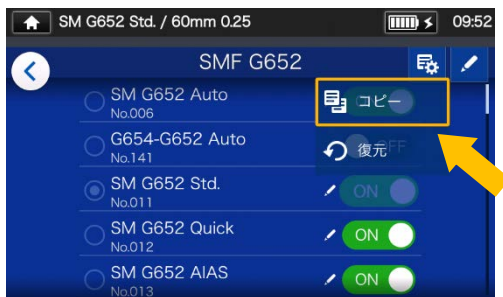 SM G652 Std. / 60mm 0.25 09:52
SMF G652
SM G652 Auto
No.006
コピー
G654-G652 Auto
No.141
復元
FF
SM G652 Std.
No.011
ON
SM G652 Quick
No.012
ON
SM G652 AIAS
No.013
ON